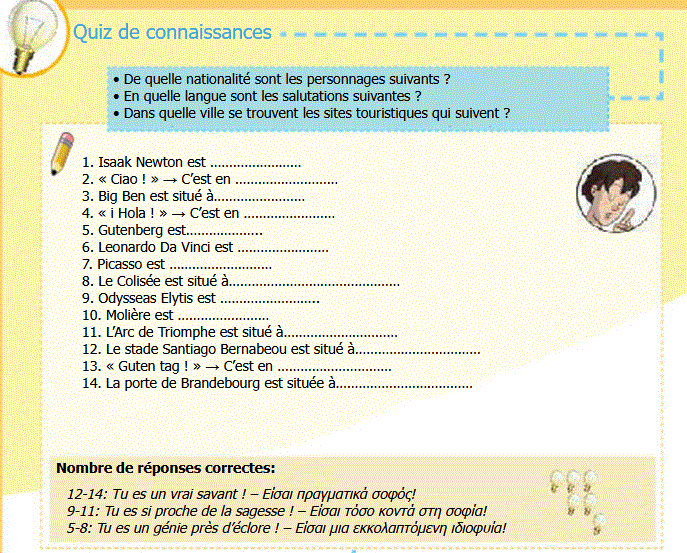 Quiz de connaissances
• De quelle nationalité sont les personnages suivants ?
• En quelle langue sont les salutations suivantes ?
• Dans quelle ville se trouvent les sites touristiques qui suivent ?
1. Isaak Newton est ........................
2. « Ciao ! » → C’est en ...........................
3. Big Ben est situé à........................
4. « i Hola ! » → C’est en ........................
5. Gutenberg est....................
6. Leonardo Da Vinci est ........................
7. Picasso est ...........................
8. Le Colisée est situé à.............................................
9. Odysseas Elytis est ..........................
10. Molière est ........................
11. L’Arc de Triomphe est situé à..............................
12. Le stade Santiago Bernabeou est situé à.................................
13. « Guten tag ! » → C’est en ..............................
14. La porte de Brandebourg est située à....................................
Nombre de réponses correctes:
12-14: Tu es un vrai savant ! – Είσαι πραγματικά σοφός!
9-11: Tu es si proche de la sagesse ! – Είσαι τόσο κοντά στη σοφία!
5-8: Tu es un génie près d’éclore ! – Είσαι μια εκκολαπτόμενη ιδιοφυία!